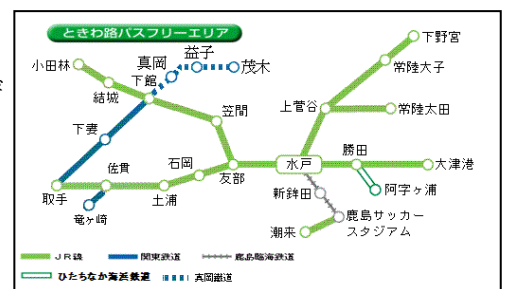 ときわ路パスフリーエリア
小田林
結城
真岡
下館
益子
茂木
下野宮
常陸大子
上菅谷
常陸太田
下妻
笠間
佐貫
石岡
友部
水戸
勝田
大津港
取手
竜ヶ崎
土浦
新鉾田
阿字ヶ浦
潮来
鹿島サッカー
スタジアム
JR線
関東鉄道
鹿島臨海鉄道
ひたちなか海浜鉄道
真岡鐵道